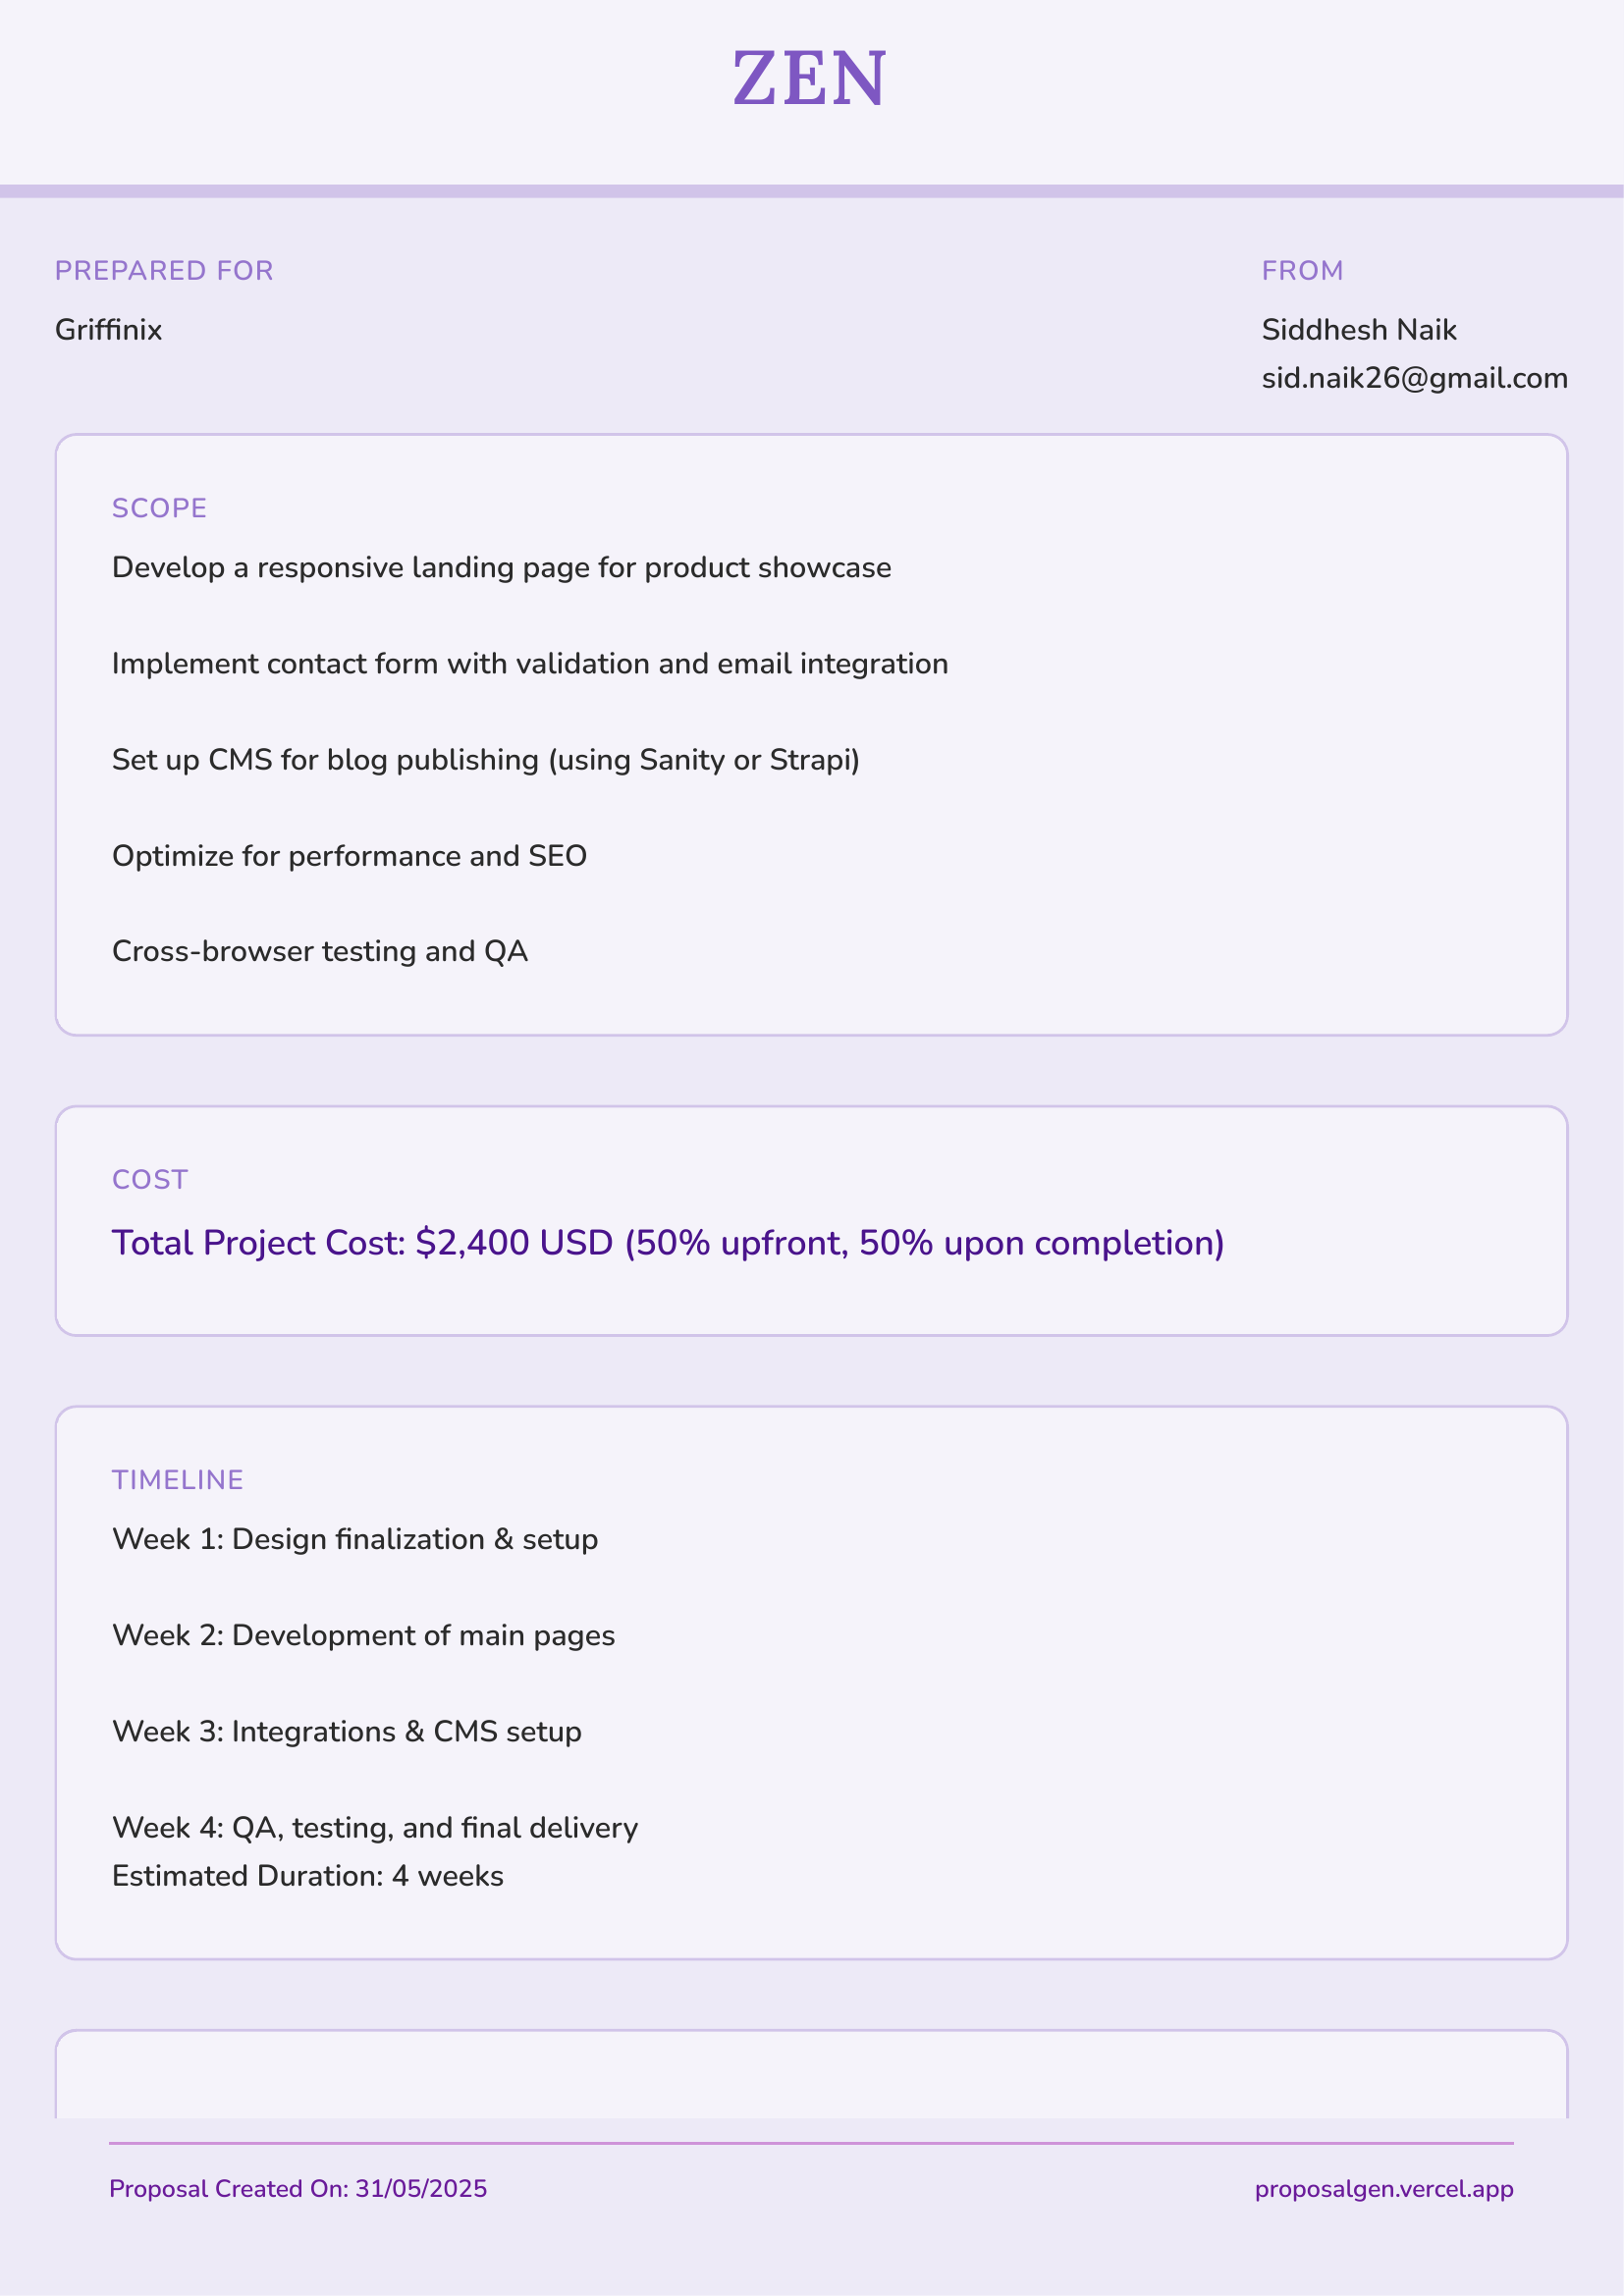 ZEN
PREPARED FOR
Griffinix
FROM
Siddhesh Naik
sid.naik26@gmail.com
SCOPE
Develop a responsive landing page for product showcase
Implement contact form with validation and email integration
Set up CMS for blog publishing (using Sanity or Strapi)
Optimize for performance and SEO
Cross-browser testing and QA
COST
Total Project Cost: $2,400 USD (50% upfront, 50% upon completion)
TIMELINE
Week 1: Design finalization & setup
Week 2: Development of main pages
Week 3: Integrations & CMS setup
Week 4: QA, testing, and final delivery
Estimated Duration: 4 weeks
Proposal Created On: 31/05/2025
proposalgen.vercel.app